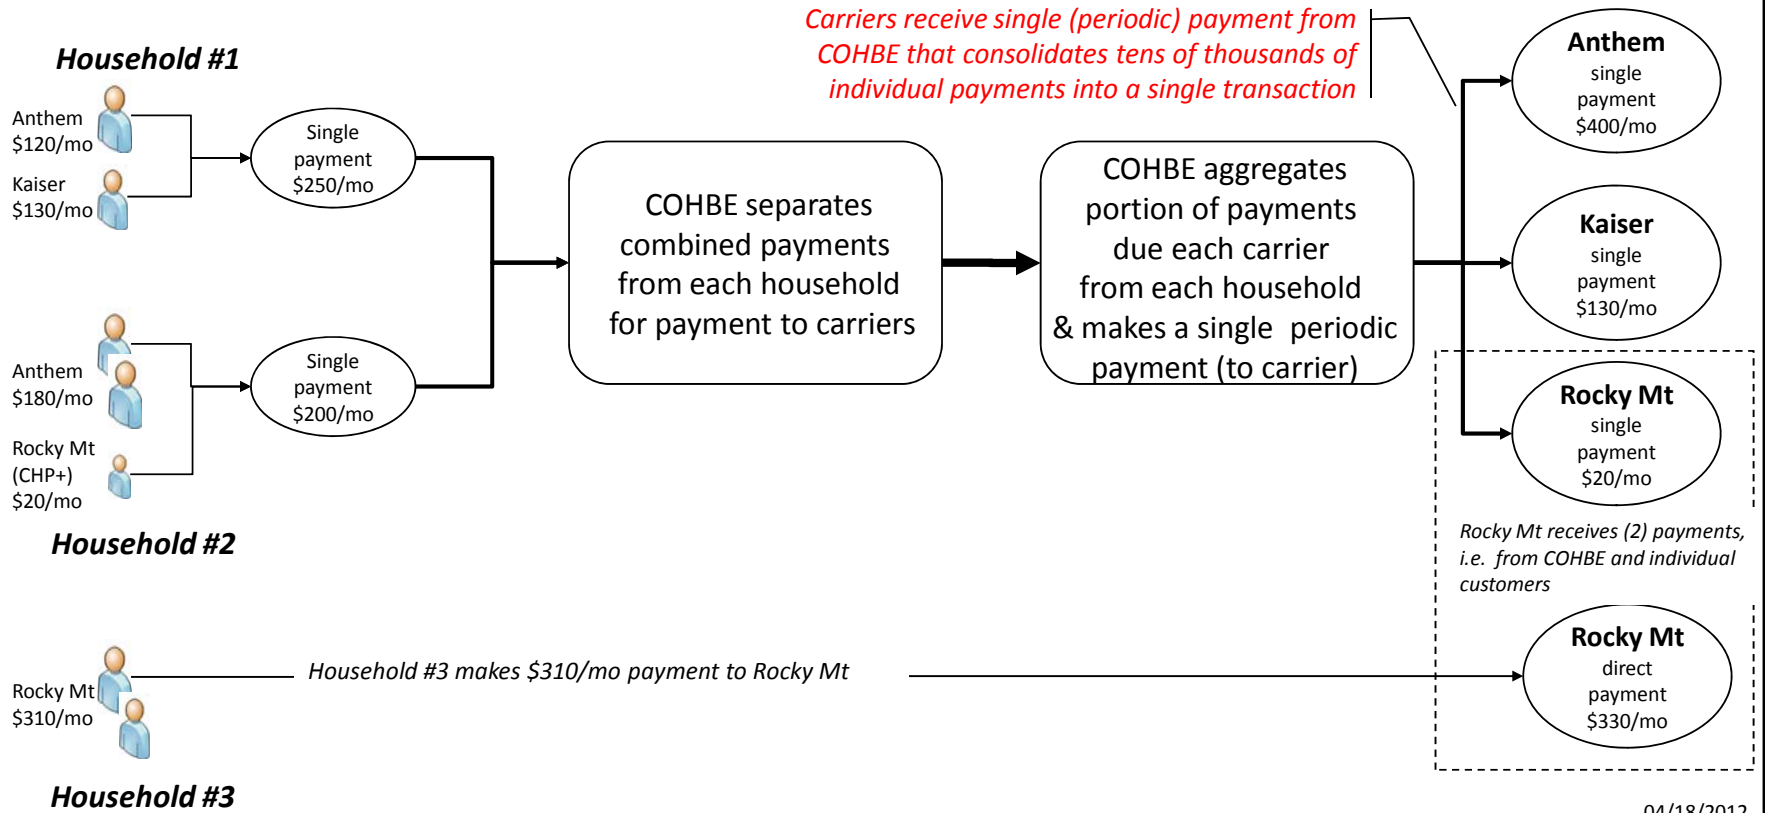 Carriers receive single (periodic) payment from
COHBE that consolidates tens of thousands of
individual payments into a single transaction
Household #1
Anthem
$120/mo
Kaiser
$130/mo
Single
payment
$250/mo
Anthem
$180/mo
Rocky Mt
(CHP+)
$20/mo
Single
payment
$200/mo
Household #2
COHBE separates
combined payments
from each household
for payment to carriers
COHBE aggregates
portion of payments
due each carrier
from each household
& makes a single periodic
payment (to carrier)
Anthem
single
payment
$400/mo
Kaiser
single
payment
$130/mo
Rocky Mt
single
payment
$20/mo
Rocky Mt receives (2) payments,
i.e. from COHBE and individual
customers
Rocky Mt
$310/mo
Household #3 makes $310/mo payment to Rocky Mt
Rocky Mt
direct
payment
$330/mo
Household #3
04/18/2012